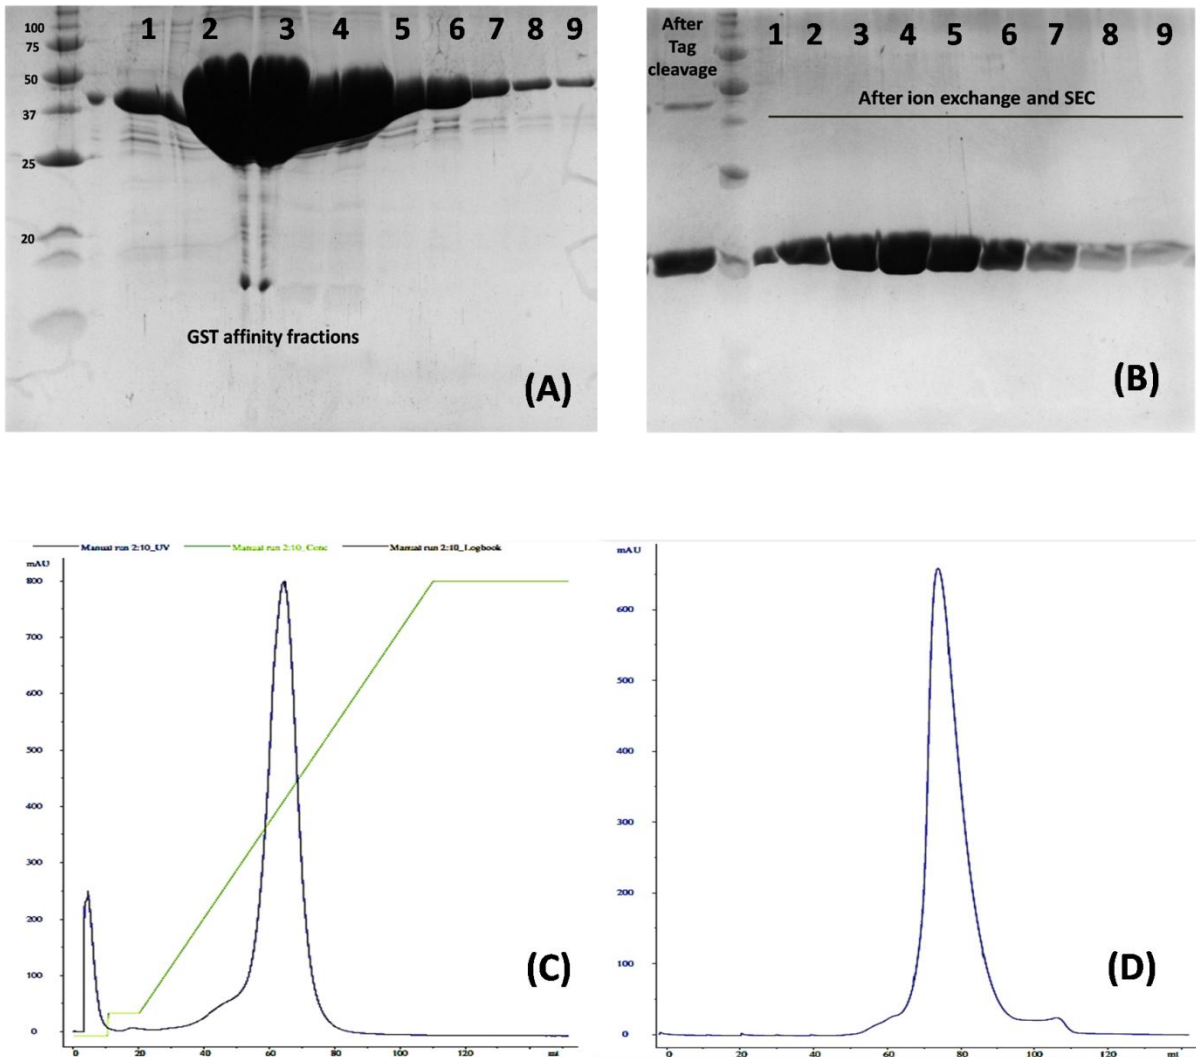 100
75
50
37
25
20
1 2 3 4 5 6 7 8 9
GST affinity fractions
(A)
After
Tag
cleavage
1 2 3 4 5 6 7 8 9
After ion exchange and SEC
(B)
Manual run 2:10_UV Manual run 2:10_Conc Manual run 2:10_Logbook
mAU
800
700
600
500
400
300
200
100
0
0 20 40 60 80 100 120 ml
(C)
mAU
600
500
400
300
200
100
0
0 20 40 60 80 100 120 ml
(D)